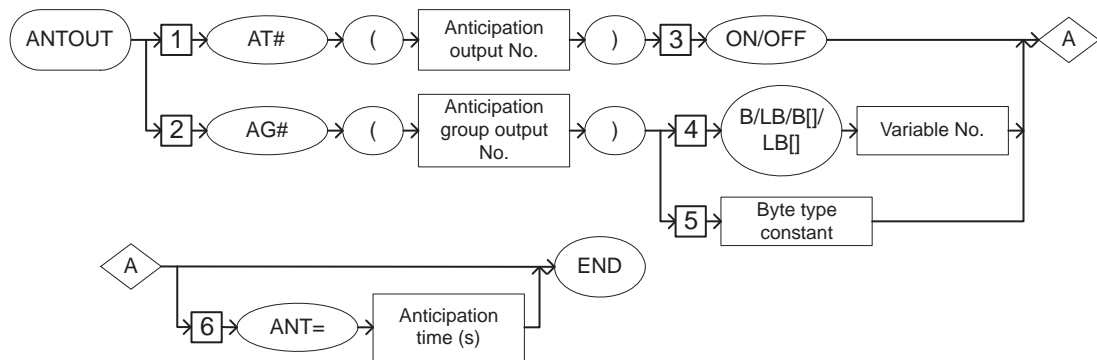 ANTOUT
1
AT#
(
Anticipation
output No.
)
3
ON/OFF
A
2
AG#
(
Anticipation
group output
No.
)
4
B/LB/B[]/
LB[]
Variable No.
5
Byte type
constant
A
END
6
ANT=
Anticipation
time (s)